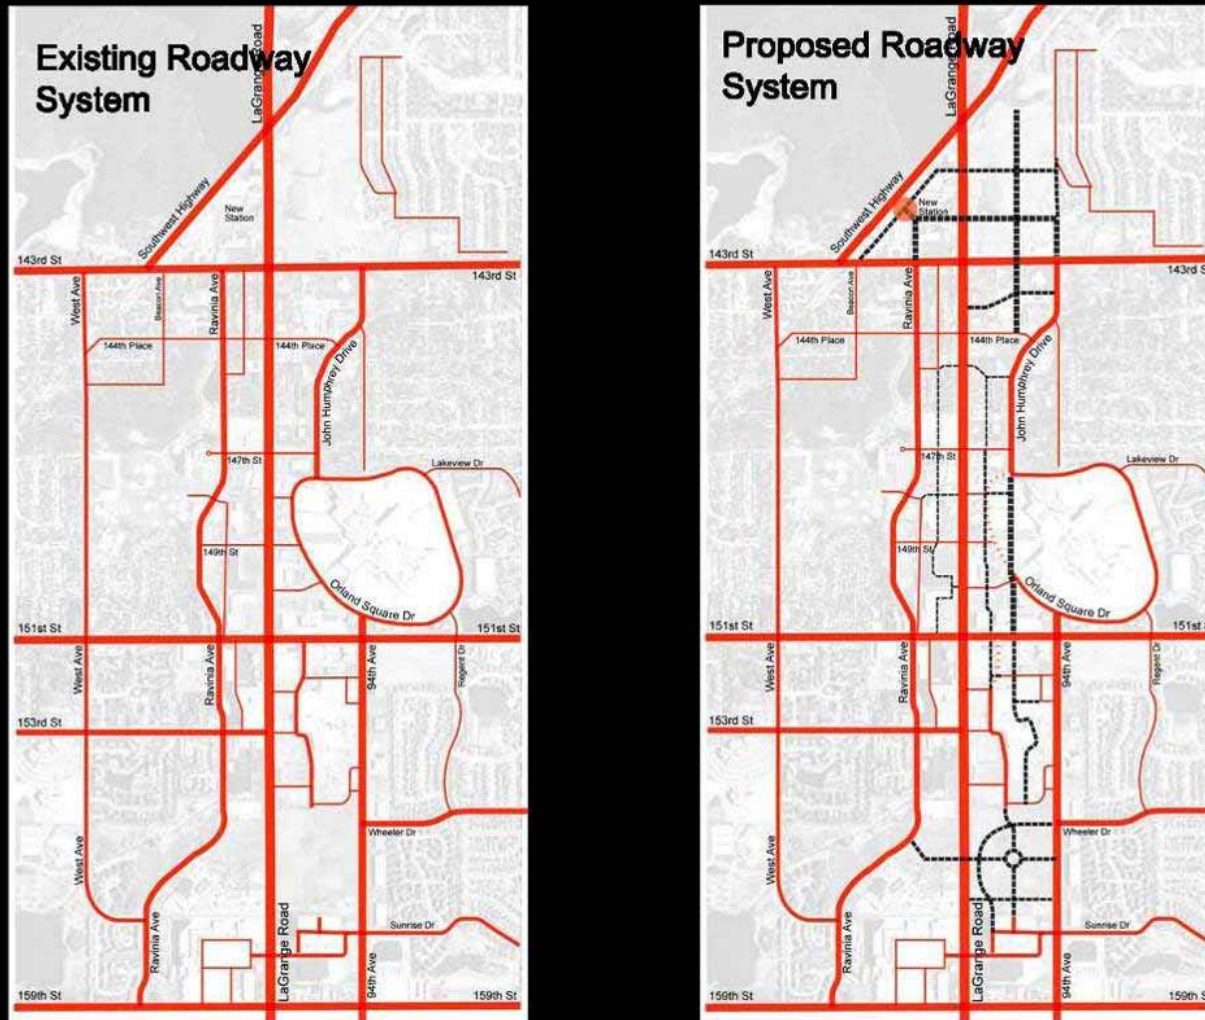 Existing Roadway
System
LaGrange Road
Southwest Highway
New
Station
143rd St
143rd St
West Ave
Beacon Ave
Ravinia Ave
144th Place
144th Place
John Humphrey Drive
147th St
Lakeview Dr
149th St
Orland Square Dr
151st St
151st St
West Ave
Ravinia Ave
94th Ave
Regent Dr
153rd St
Wheeler Dr
West Ave
Ravinia Ave
LaGrange Road
Sunrise Dr
94th Ave
159th St
159th St
Proposed Roadway
System
LaGrange Road
Southwest Highway
New
Station
143rd St
143rd St
West Ave
Beacon Ave
Ravinia Ave
144th Place
144th Place
John Humphrey Drive
147th St
Lakeview Dr
149th St
Orland Square Dr
151st St
151st S
West Ave
Ravinia Ave
94th Ave
Regent Dr
153rd St
Wheeler Dr
West Ave
Ravinia Ave
LaGrange Road
Sunrise Dr
94th Ave
159th St
159th St